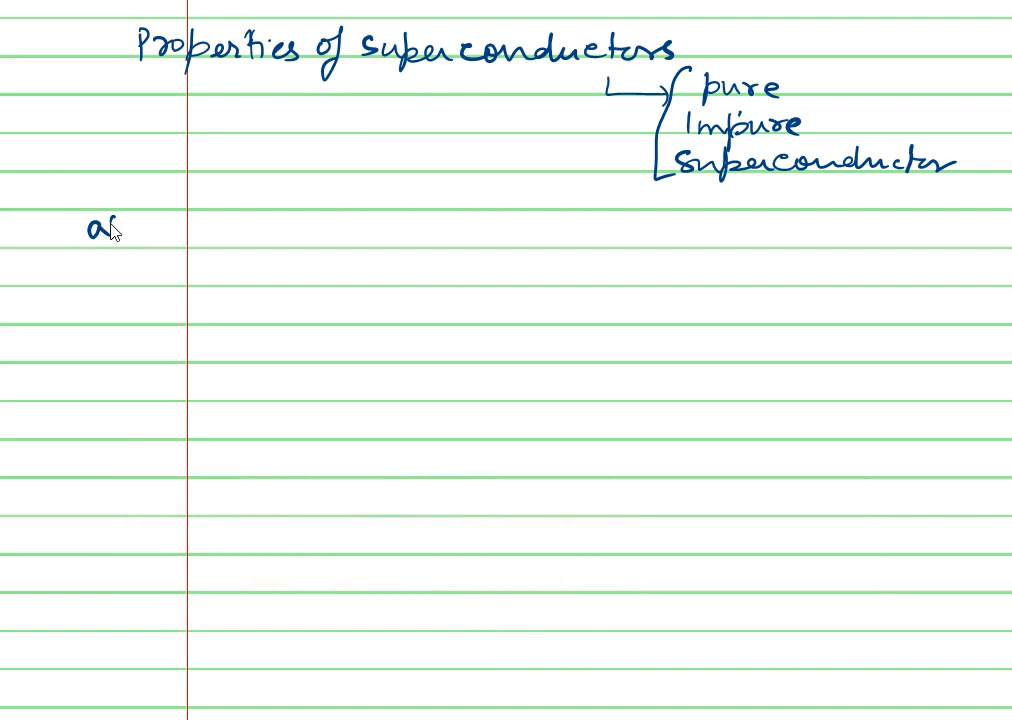 Properties of superconductors
pure
Impure
Superconductor